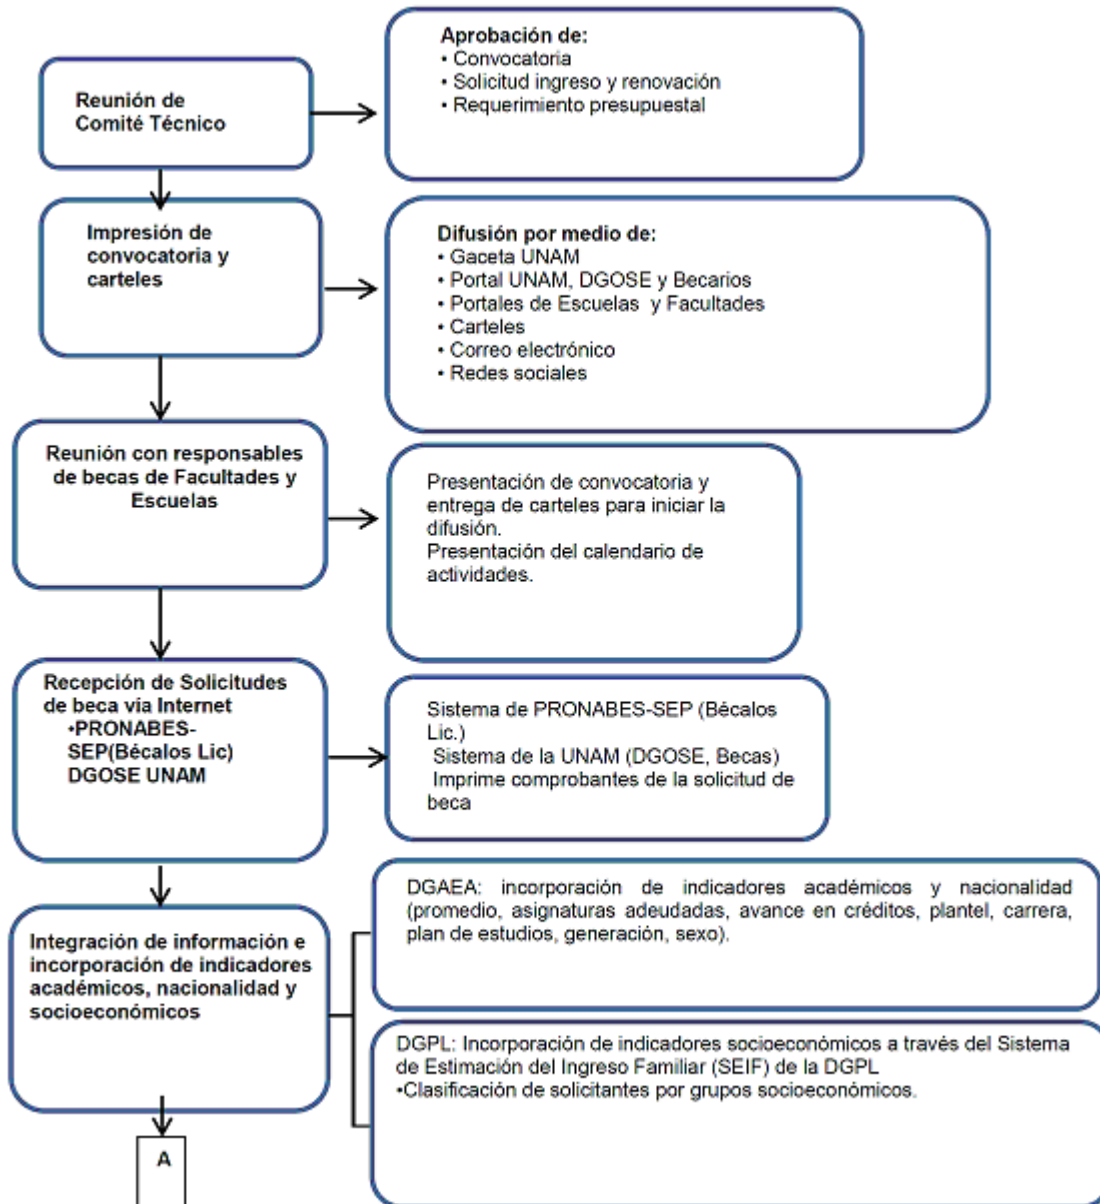 Reunión de
Comité Técnico
Aprobación de:
• Convocatoria
• Solicitud ingreso y renovación
• Requerimiento presupuestal
Impresión de
convocatoria y
carteles
Difusión por medio de:
• Gaceta UNAM
• Portal UNAM, DGOSE y Becarios
• Portales de Escuelas y Facultades
• Carteles
• Correo electrónico
• Redes sociales
Reunión con responsables
de becas de Facultades y
Escuelas
Presentación de convocatoria y
entrega de carteles para iniciar la
difusión.
Presentación del calendario de
actividades.
Recepción de Solicitudes
de beca vía Internet
•PRONABES-
SEP(Bécalos Lic)
DGOSE UNAM
Sistema de PRONABES-SEP (Bécalos
Lic.)
Sistema de la UNAM (DGOSE, Becas)
Imprime comprobantes de la solicitud de
beca
Integración de información e
incorporación de indicadores
académicos, nacionalidad y
socioeconómicos
DGAEA: incorporación de indicadores académicos y nacionalidad
(promedio, asignaturas adeudadas, avance en créditos, plantel, carrera,
plan de estudios, generación, sexo).
DGPL: Incorporación de indicadores socioeconómicos a través del Sistema
de Estimación del Ingreso Familiar (SEIF) de la DGPL
•Clasificación de solicitantes por grupos socioeconómicos.
A